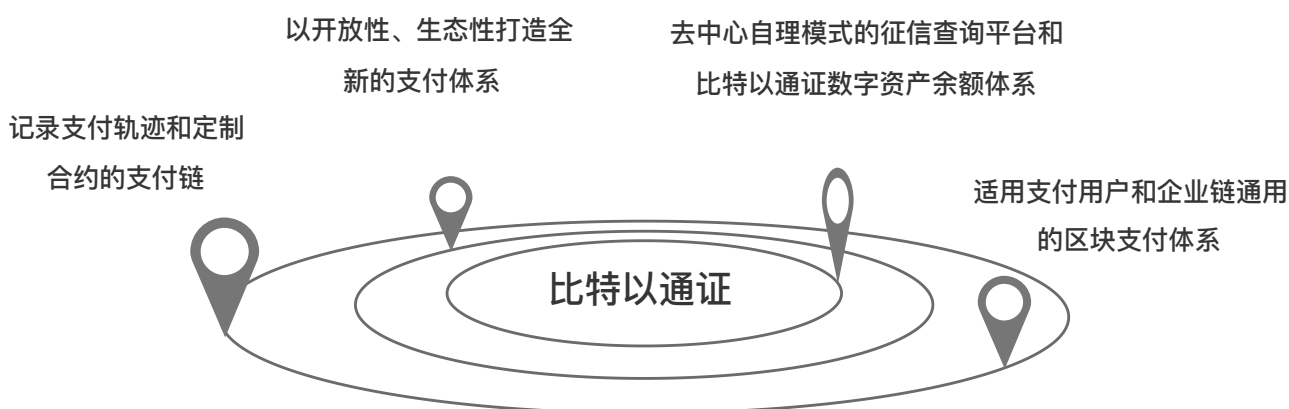 以开放性、生态性打造全
新的支付体系
去中心自理模式的征信查询平台和
比特以通证数字资产余额体系
记录支付轨迹和定制
合约的支付链
适用支付用户和企业链通用
的区块支付体系
比特以通证